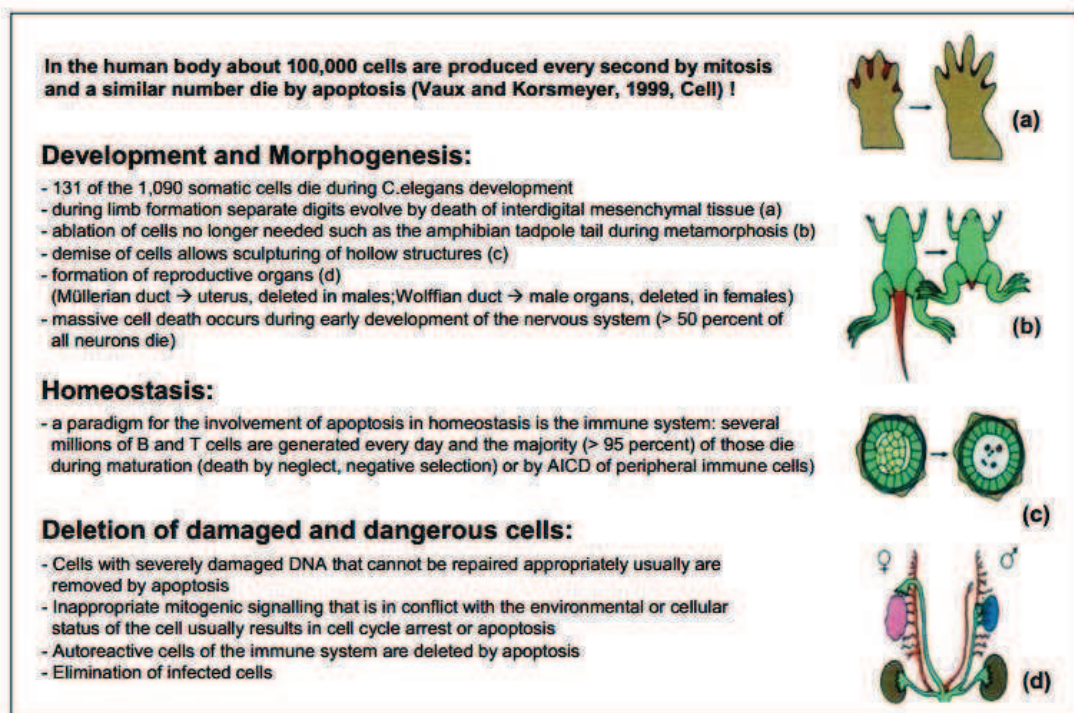 In the human body about 100,000 cells are produced every second by mitosis
and a similar number die by apoptosis (Vaux and Korsmeyer, 1999, Cell) !
(a)
Development and Morphogenesis:
- 131 of the 1,090 somatic cells die during C.elegans development
- during limb formation separate digits evolve by death of interdigital mesenchymal tissue (a)
- ablation of cells no longer needed such as the amphibian tadpole tail during metamorphosis (b)
- demise of cells allows sculpturing of hollow structures (c)
- formation of reproductive organs (d)
(Müllerian duct → uterus, deleted in males;Wolffian duct → male organs, deleted in females)
- massive cell death occurs during early development of the nervous system (> 50 percent of
all neurons die)
(b)
Homeostasis:
- a paradigm for the involvement of apoptosis in homeostasis is the immune system: several
millions of B and T cells are generated every day and the majority (> 95 percent) of those die
during maturation (death by neglect, negative selection) or by AICD of peripheral immune cells)
(c)
Deletion of damaged and dangerous cells:
- Cells with severely damaged DNA that cannot be repaired appropriately usually are
removed by apoptosis
- Inappropriate mitogenic signalling that is in conflict with the environmental or cellular
status of the cell usually results in cell cycle arrest or apoptosis
- Autoreactive cells of the immune system are deleted by apoptosis
- Elimination of infected cells
♀ ♂
(d)